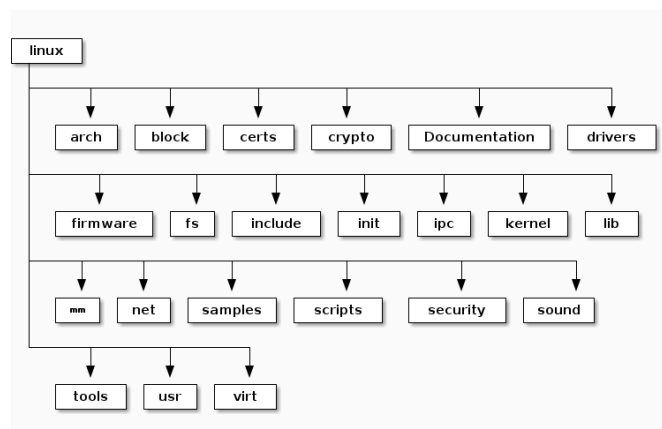 linux
arch block certs crypto Documentation drivers
firmware fs include init ipc kernel lib
mm net samples scripts security sound
tools usr virt